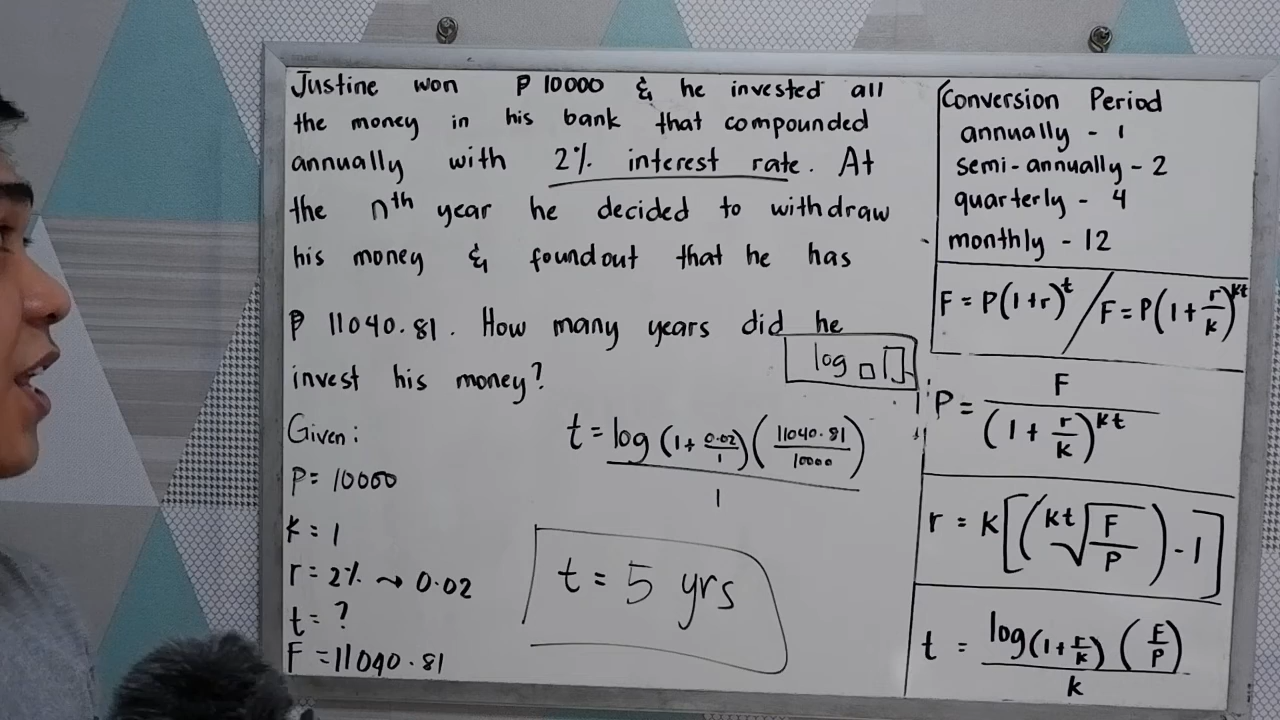 Justine won ₱ 10000 & he invested all
the money in his bank that compounded
annually with 2% interest rate. At
the nth year he decided to withdraw
his money & foundout that he has
₱ 11040.81. How many years did he
invest his money?
log □ □
Given:
P = 10000
k = 1
r = 2% → 0.02
t = ?
F = 11040.81
t = log (1 + 0.02/1) (11040.81/10000) / 1
t = 5 yrs
Conversion Period
annually - 1
semi-annually - 2
quarterly - 4
monthly - 12
F = P(1+r)^t / F = P(1 + r/k)^kt
P = F / (1 + r/k)^kt
r = k[(kt√(F/P)) - 1]
t = log(1+r/k) (F/P) / k